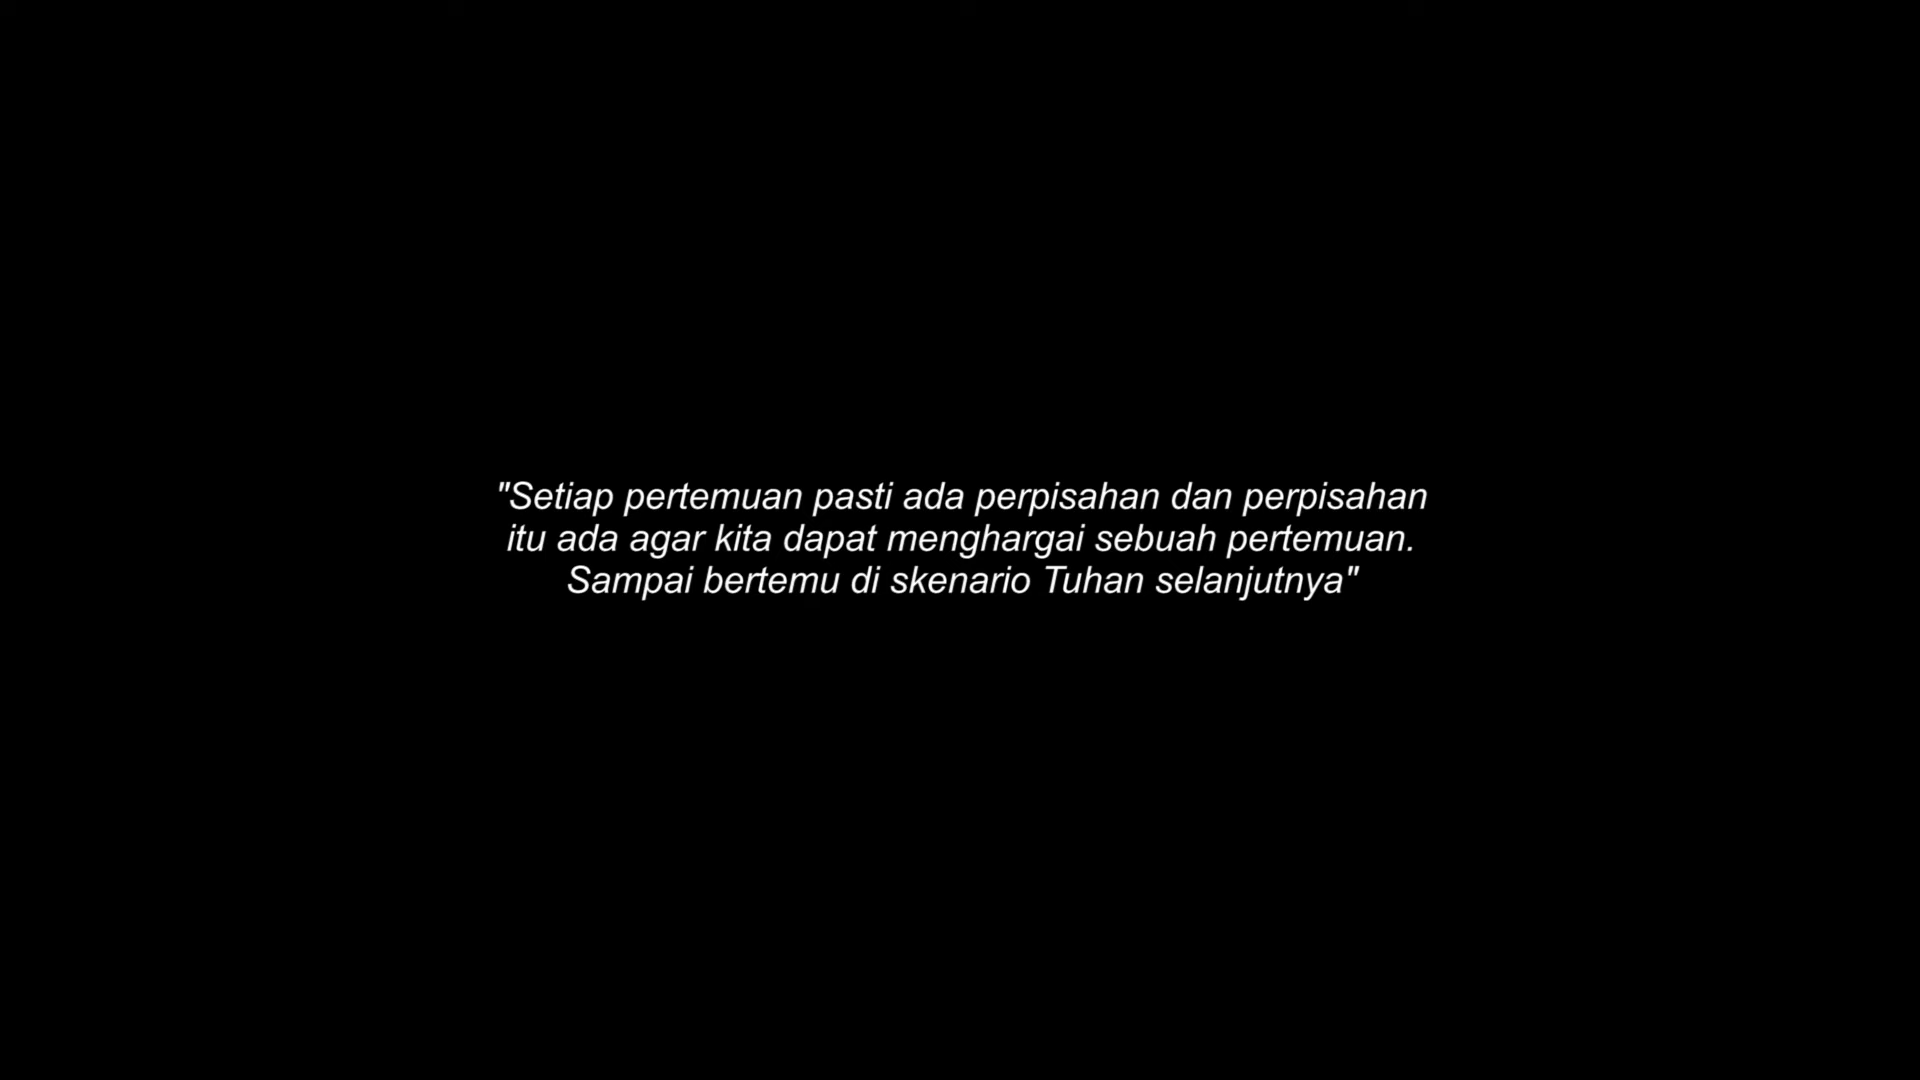 "Setiap pertemuan pasti ada perpisahan dan perpisahan
itu ada agar kita dapat menghargai sebuah pertemuan.
Sampai bertemu di skenario Tuhan selanjutnya"